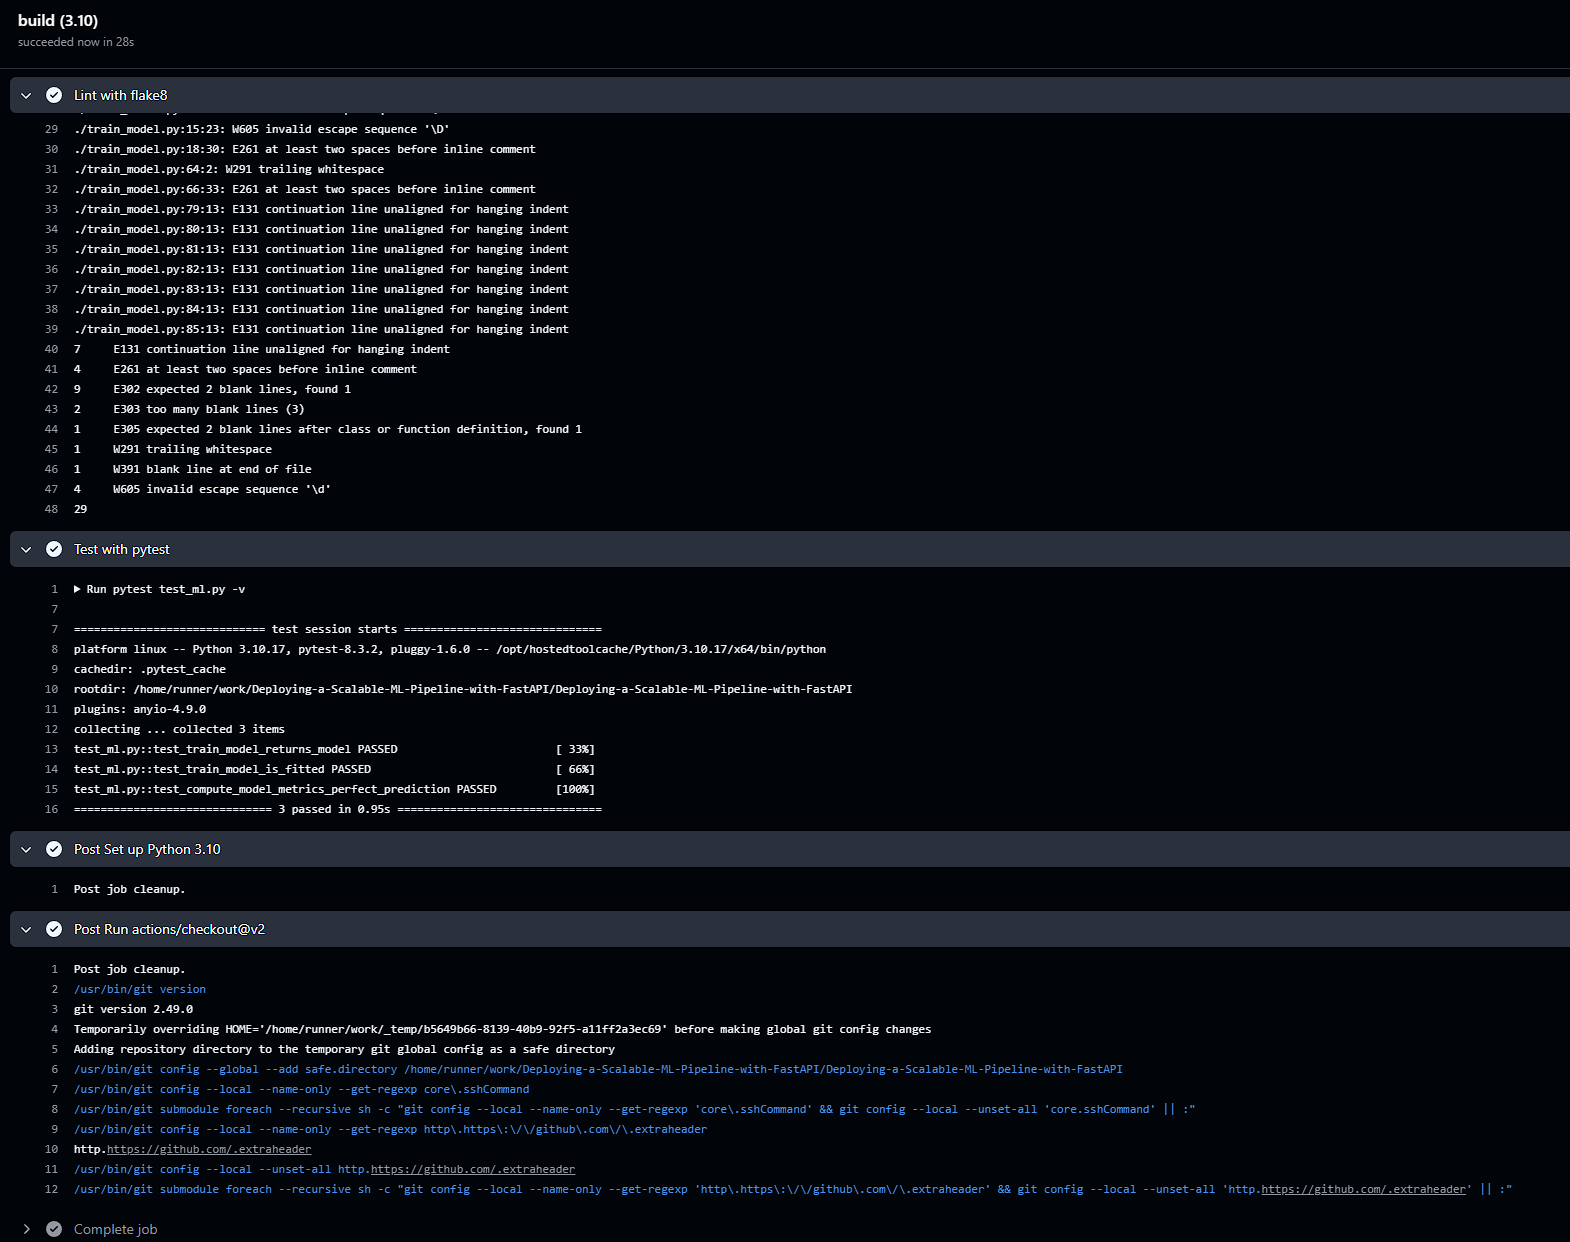 build (3.10)
succeeded now in 28s
Lint with flake8
29 ./train_model.py:15:23: W605 invalid escape sequence '\D'
30 ./train_model.py:18:30: E261 at least two spaces before inline comment
31 ./train_model.py:64:2: W291 trailing whitespace
32 ./train_model.py:66:33: E261 at least two spaces before inline comment
33 ./train_model.py:79:13: E131 continuation line unaligned for hanging indent
34 ./train_model.py:80:13: E131 continuation line unaligned for hanging indent
35 ./train_model.py:81:13: E131 continuation line unaligned for hanging indent
36 ./train_model.py:82:13: E131 continuation line unaligned for hanging indent
37 ./train_model.py:83:13: E131 continuation line unaligned for hanging indent
38 ./train_model.py:84:13: E131 continuation line unaligned for hanging indent
39 ./train_model.py:85:13: E131 continuation line unaligned for hanging indent
40 7     E131 continuation line unaligned for hanging indent
41 4     E261 at least two spaces before inline comment
42 9     E302 expected 2 blank lines, found 1
43 2     E303 too many blank lines (3)
44 1     E305 expected 2 blank lines after class or function definition, found 1
45 1     W291 trailing whitespace
46 1     W391 blank line at end of file
47 4     W605 invalid escape sequence '\d'
48 29
Test with pytest
1 ▶ Run pytest test_ml.py -v
7
7 ============================= test session starts ==============================
8 platform linux -- Python 3.10.17, pytest-8.3.2, pluggy-1.6.0 -- /opt/hostedtoolcache/Python/3.10.17/x64/bin/python
9 cachedir: .pytest_cache
10 rootdir: /home/runner/work/Deploying-a-Scalable-ML-Pipeline-with-FastAPI/Deploying-a-Scalable-ML-Pipeline-with-FastAPI
11 plugins: anyio-4.9.0
12 collecting ... collected 3 items
13 test_ml.py::test_train_model_returns_model PASSED                        [ 33%]
14 test_ml.py::test_train_model_is_fitted PASSED                            [ 66%]
15 test_ml.py::test_compute_model_metrics_perfect_prediction PASSED         [100%]
16 ============================== 3 passed in 0.95s ===============================
Post Set up Python 3.10
1 Post job cleanup.
Post Run actions/checkout@v2
1 Post job cleanup.
2 /usr/bin/git version
3 git version 2.49.0
4 Temporarily overriding HOME='/home/runner/work/_temp/b5649b66-8139-40b9-92f5-a11ff2a3ec69' before making global git config changes
5 Adding repository directory to the temporary git global config as a safe directory
6 /usr/bin/git config --global --add safe.directory /home/runner/work/Deploying-a-Scalable-ML-Pipeline-with-FastAPI/Deploying-a-Scalable-ML-Pipeline-with-FastAPI
7 /usr/bin/git config --local --name-only --get-regexp core\.sshCommand
8 /usr/bin/git submodule foreach --recursive sh -c "git config --local --name-only --get-regexp 'core\.sshCommand' && git config --local --unset-all 'core.sshCommand' || :"
9 /usr/bin/git config --local --name-only --get-regexp http\.https\:\/\/github\.com\/\.extraheader
10 http.https://github.com/.extraheader
11 /usr/bin/git config --local --unset-all http.https://github.com/.extraheader
12 /usr/bin/git submodule foreach --recursive sh -c "git config --local --name-only --get-regexp 'http\.https\:\/\/github\.com\/\.extraheader' && git config --local --unset-all 'http.https://github.com/.extraheader' || :"
Complete job